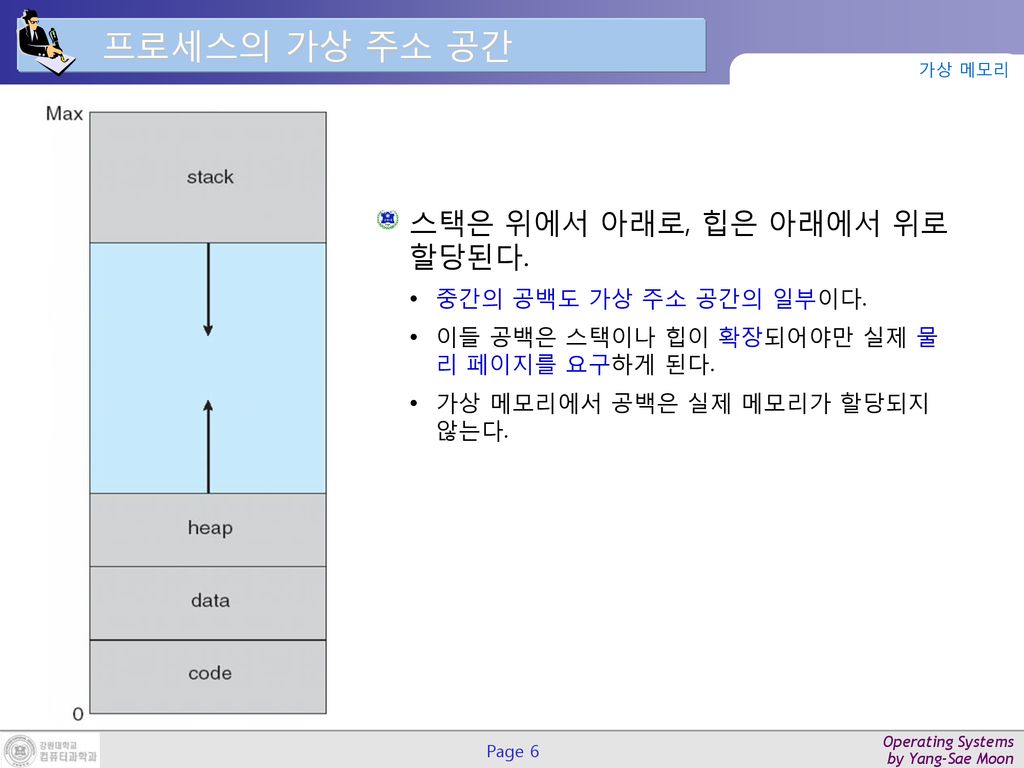 프로세스의 가상 주소 공간
가상 메모리
Max
stack
heap
data
code
0
스택은 위에서 아래로, 힙은 아래에서 위로
할당된다.
• 중간의 공백도 가상 주소 공간의 일부이다.
• 이들 공백은 스택이나 힙이 확장되어야만 실제 물
리 페이지를 요구하게 된다.
• 가상 메모리에서 공백은 실제 메모리가 할당되지
않는다.
강원대학교
컴퓨터과학과
Page 6
Operating Systems
by Yang-Sae Moon